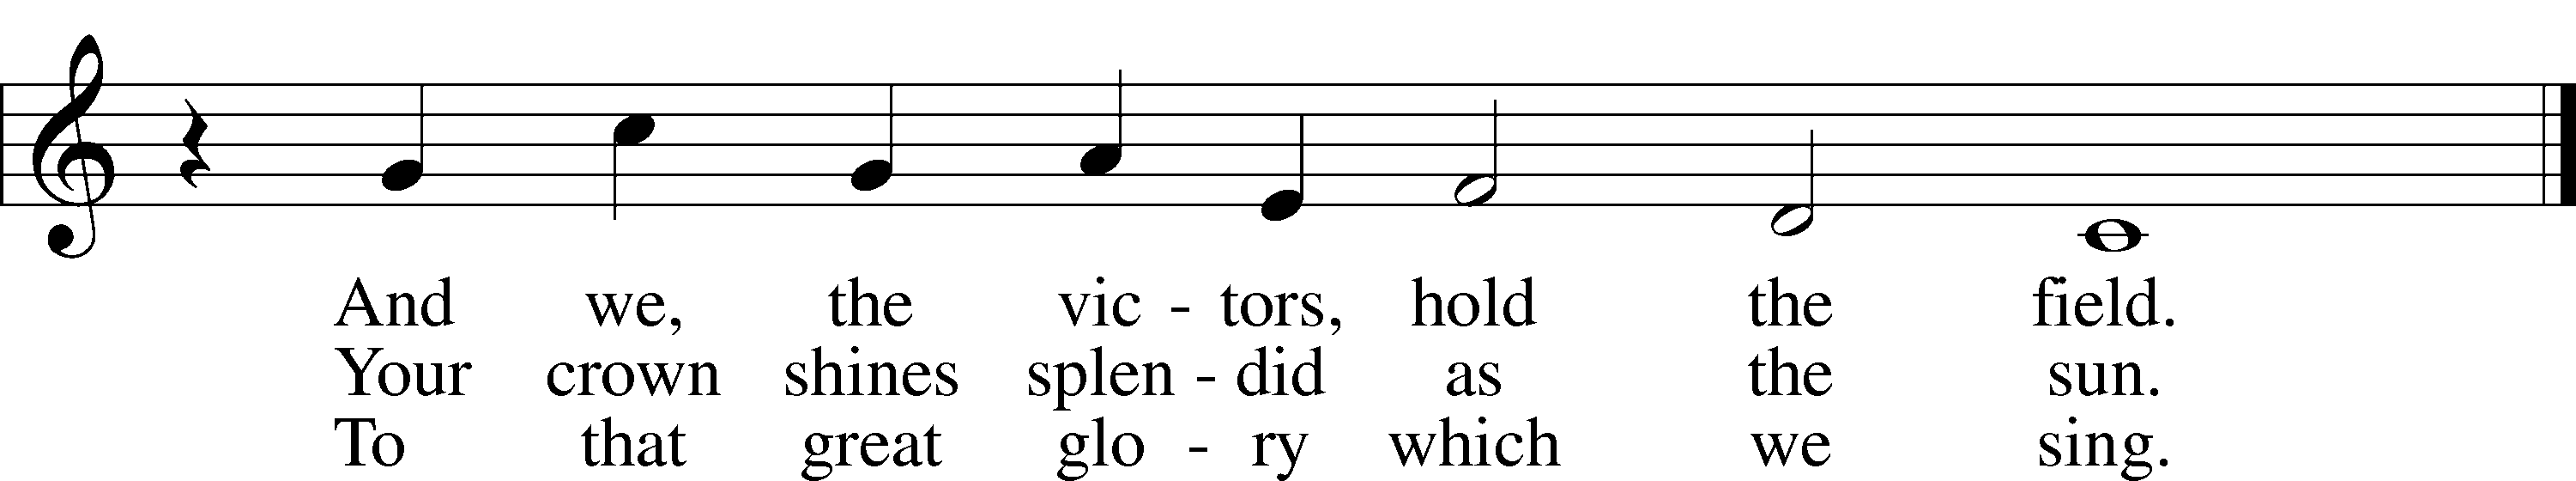 And we, the vic - tors, hold the field.
Your crown shines splen - did as the sun.
To that great glo - ry which we sing.